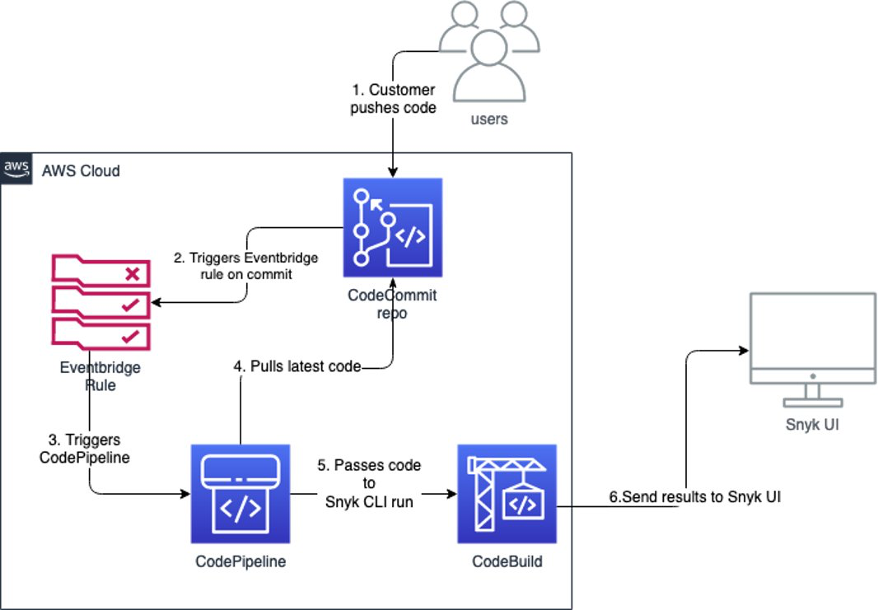 users
1. Customer
pushes code
aws
AWS Cloud
CodeCommit
repo
2. Triggers Eventbridge
rule on commit
Eventbridge
Rule
4. Pulls latest code
3. Triggers
CodePipeline
CodePipeline
5. Passes code
to
Snyk CLI run
CodeBuild
6.Send results to Snyk UI
Snyk UI